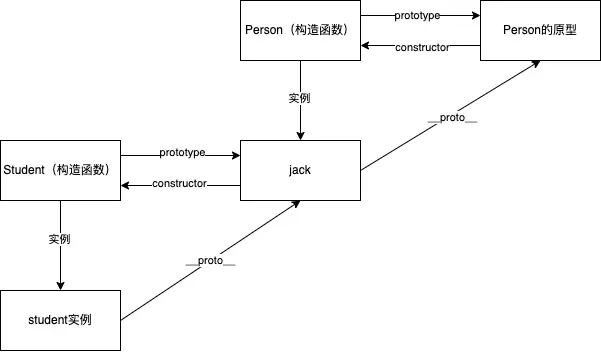 Person（构造函数）
prototype
Person的原型
constructor
实例
__proto__
Student（构造函数）
prototype
jack
constructor
实例
__proto__
student实例